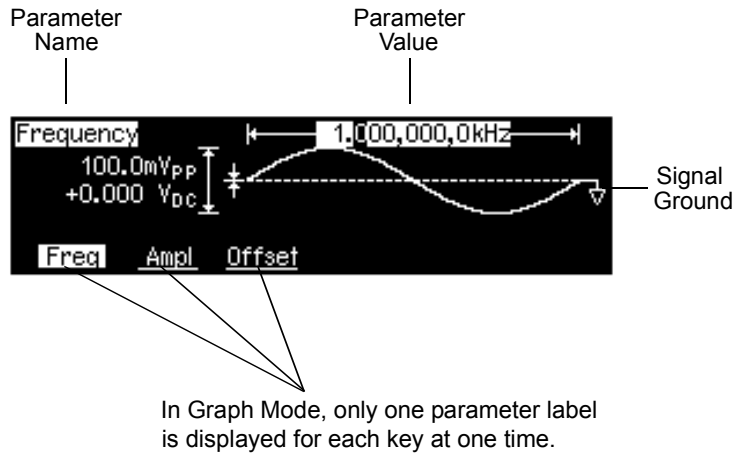 Parameter
Name
Parameter
Value
Frequency
1.000,000,0kHz
100.0mVPP
+0.000 VDC
Signal
Ground
Freq
Ampl
Offset
In Graph Mode, only one parameter label
is displayed for each key at one time.